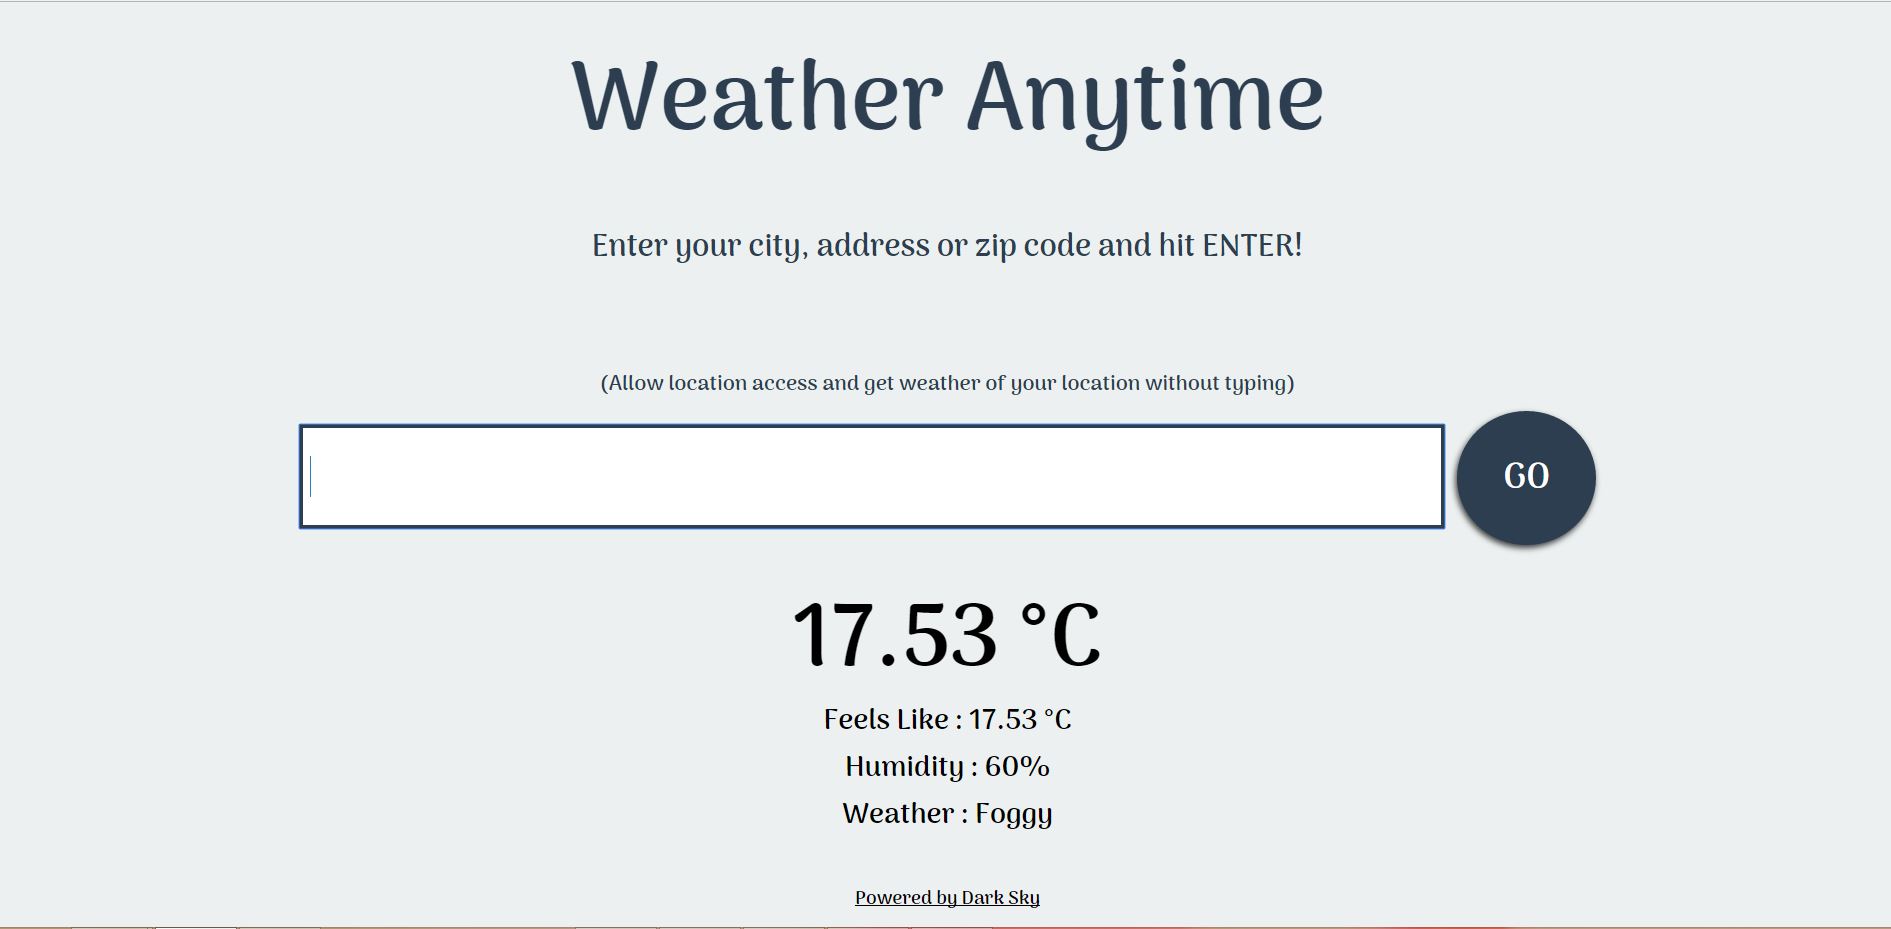 Weather Anytime
Enter your city, address or zip code and hit ENTER!
(Allow location access and get weather of your location without typing)
GO
17.53 °C
Feels Like : 17.53 °C
Humidity : 60%
Weather : Foggy
Powered by Dark Sky